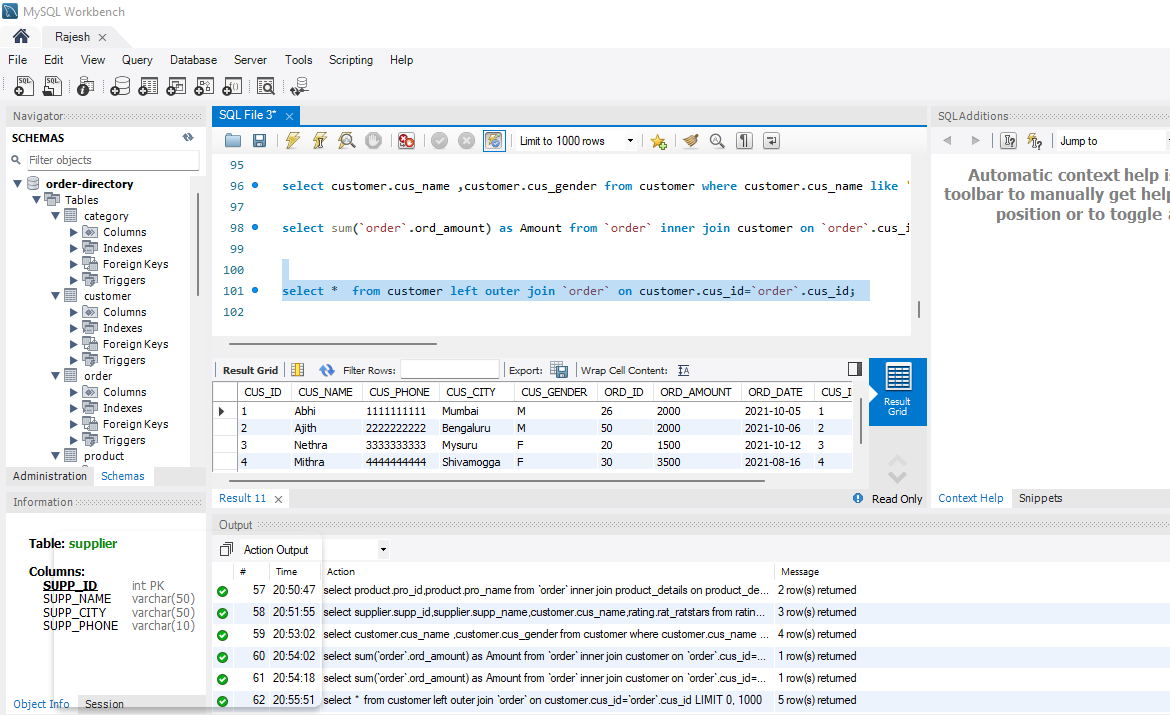 MySQL Workbench
Rajesh
File Edit View Query Database Server Tools Scripting Help
Navigator
SCHEMAS
Filter objects
order-directory
Tables
category
Columns
Indexes
Foreign Keys
Triggers
customer
Columns
Indexes
Foreign Keys
Triggers
order
Columns
Indexes
Foreign Keys
Triggers
product
Administration Schemas
Information
Table: supplier
Columns:
SUPP_ID int PK
SUPP_NAME varchar(50)
SUPP_CITY varchar(50)
SUPP_PHONE varchar(10)
Object Info Session
SQL File 3*
Limit to 1000 rows
95
96 select customer.cus_name ,customer.cus_gender from customer where customer.cus_name like '
97
98 select sum(`order`.ord_amount) as Amount from `order` inner join customer on `order`.cus_i
99
100
101 select * from customer left outer join `order` on customer.cus_id=`order`.cus_id;
102
Result Grid Filter Rows: Export: Wrap Cell Content:
CUS_ID CUS_NAME CUS_PHONE CUS_CITY CUS_GENDER ORD_ID ORD_AMOUNT ORD_DATE CUS_I
1 Abhi 1111111111 Mumbai M 26 2000 2021-10-05 1
2 Ajith 2222222222 Bengaluru M 50 2000 2021-10-06 2
3 Nethra 3333333333 Mysuru F 20 1500 2021-10-12 3
4 Mithra 4444444444 Shivamogga F 30 3500 2021-08-16 4
Result
Grid
Result 11
Read Only
Output
Action Output
# Time Action Message
57 20:50:47 select product.pro_id,product.pro_name from `order` inner join product_details on product_de... 2 row(s) returned
58 20:51:55 select supplier.supp_id,supplier.supp_name,customer.cus_name,rating.rat_ratstars from ratin... 3 row(s) returned
59 20:53:02 select customer.cus_name ,customer.cus_gender from customer where customer.cus_name ... 4 row(s) returned
60 20:54:02 select sum(`order`.ord_amount) as Amount from `order` inner join customer on `order`.cus_id=... 1 row(s) returned
61 20:54:18 select sum(`order`.ord_amount) as Amount from `order` inner join customer on `order`.cus_id=... 1 row(s) returned
62 20:55:51 select * from customer left outer join `order` on customer.cus_id=`order`.cus_id LIMIT 0, 1000 5 row(s) returned
SQLAdditions
Jump to
Automatic context help is
toolbar to manually get help
position or to toggle a
Context Help Snippets